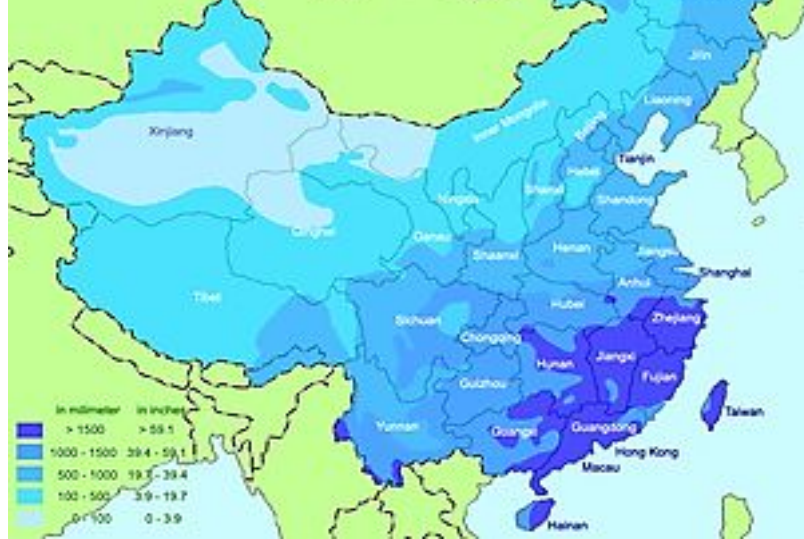 Jilin
Liaoning
Inner Mongolia
Beijing
Xinjiang
Tianjin
Hebei
Shanxi
Ningxia
Shandong
Qinghai
Gansu
Shaanxi
Henan
Jiangsu
Shanghai
Anhui
Tibet
Hubei
Sichuan
Zhejiang
Chongqing
Hunan
Jiangxi
Fujian
Guizhou
Yunnan
Guangxi
Guangdong
Taiwan
Hong Kong
Macau
Hainan
in milimeter in inches
> 1500 > 59.1
1000 - 1500 39.4 - 59.1
500 - 1000 19.7 - 39.4
100 - 500 3.9 - 19.7
0 - 100 0 - 3.9